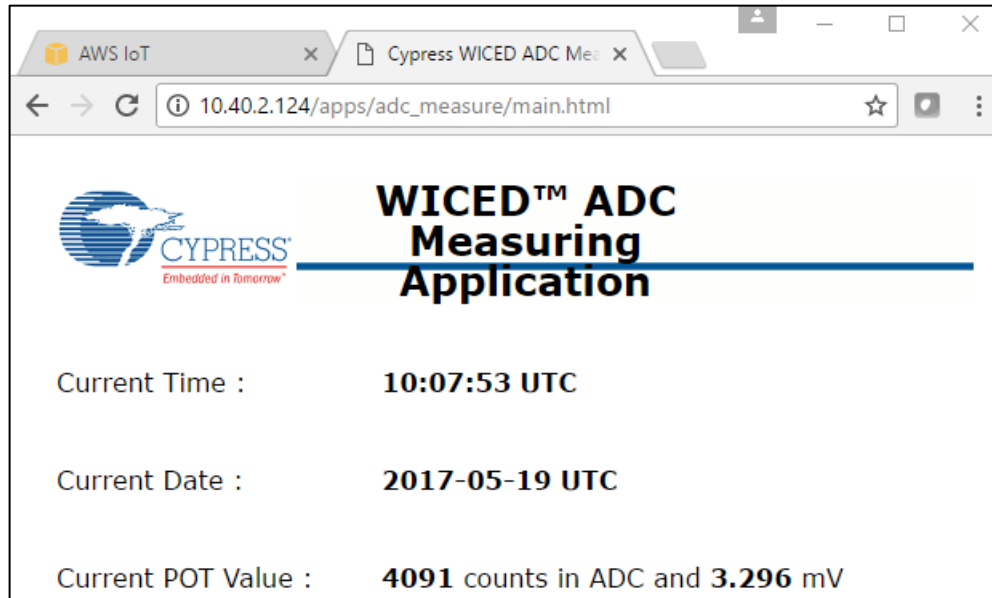 AWS IoT
Cypress WICED ADC Mea
10.40.2.124/apps/adc_measure/main.html
WICED™ ADC
Measuring
Application
CYPRESS
Embedded in Tomorrow™
Current Time : 10:07:53 UTC
Current Date : 2017-05-19 UTC
Current POT Value : 4091 counts in ADC and 3.296 mV